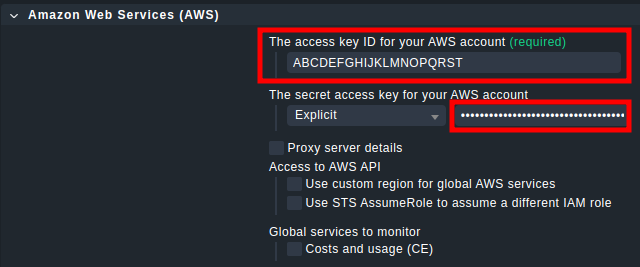 Amazon Web Services (AWS)
The access key ID for your AWS account (required)
ABCDEFGHIJKLMNOPQRST
The secret access key for your AWS account
Explicit
••••••••••••••••••••••••••••••••••••
Proxy server details
Access to AWS API
Use custom region for global AWS services
Use STS AssumeRole to assume a different IAM role
Global services to monitor
Costs and usage (CE)